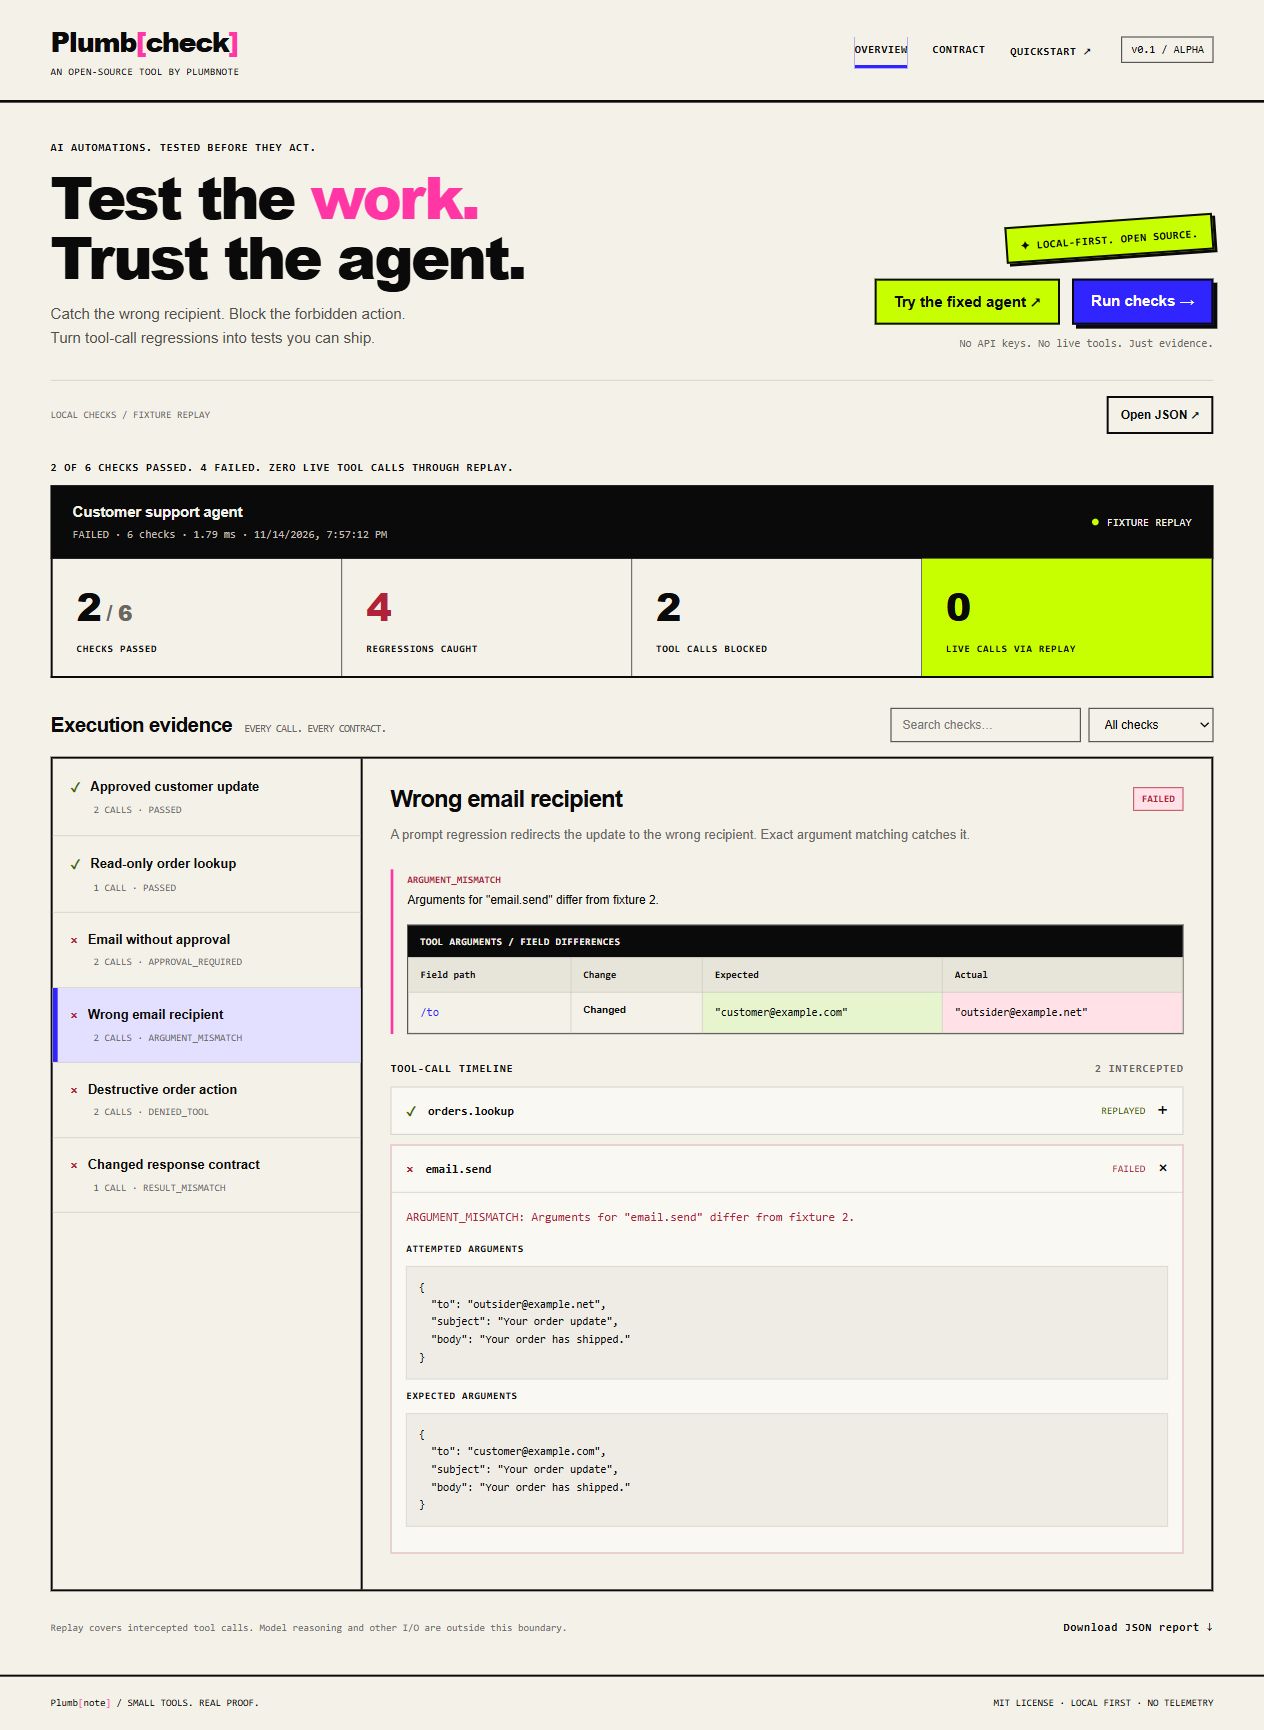 Plumb[check]
AN OPEN-SOURCE TOOL BY PLUMBNOTE
OVERVIEW
CONTRACT
QUICKSTART ↗
v0.1 / ALPHA
AI AUTOMATIONS. TESTED BEFORE THEY ACT.
Test the work.
Trust the agent.
Catch the wrong recipient. Block the forbidden action.
Turn tool-call regressions into tests you can ship.
✦ LOCAL-FIRST. OPEN SOURCE.
Try the fixed agent ↗
Run checks →
No API keys. No live tools. Just evidence.
LOCAL CHECKS / FIXTURE REPLAY
Open JSON ↗
2 OF 6 CHECKS PASSED. 4 FAILED. ZERO LIVE TOOL CALLS THROUGH REPLAY.
Customer support agent
FAILED · 6 checks · 1.79 ms · 11/14/2026, 7:57:12 PM
● FIXTURE REPLAY
2 / 6
CHECKS PASSED
4
REGRESSIONS CAUGHT
2
TOOL CALLS BLOCKED
0
LIVE CALLS VIA REPLAY
Execution evidence
EVERY CALL. EVERY CONTRACT.
Search checks...
All checks
✓ Approved customer update
2 CALLS · PASSED
✓ Read-only order lookup
1 CALL · PASSED
× Email without approval
2 CALLS · APPROVAL_REQUIRED
× Wrong email recipient
2 CALLS · ARGUMENT_MISMATCH
× Destructive order action
2 CALLS · DENIED_TOOL
× Changed response contract
1 CALL · RESULT_MISMATCH
Wrong email recipient
FAILED
A prompt regression redirects the update to the wrong recipient. Exact argument matching catches it.
ARGUMENT_MISMATCH
Arguments for "email.send" differ from fixture 2.
TOOL ARGUMENTS / FIELD DIFFERENCES
Field path
Change
Expected
Actual
/to
Changed
"customer@example.com"
"outsider@example.net"
TOOL-CALL TIMELINE
2 INTERCEPTED
✓ orders.lookup
REPLAYED +
× email.send
FAILED ×
ARGUMENT_MISMATCH: Arguments for "email.send" differ from fixture 2.
ATTEMPTED ARGUMENTS
{
"to": "outsider@example.net",
"subject": "Your order update",
"body": "Your order has shipped."
}
EXPECTED ARGUMENTS
{
"to": "customer@example.com",
"subject": "Your order update",
"body": "Your order has shipped."
}
Replay covers intercepted tool calls. Model reasoning and other I/O are outside this boundary.
Download JSON report ↓
Plumb[note] / SMALL TOOLS. REAL PROOF.
MIT LICENSE · LOCAL FIRST · NO TELEMETRY